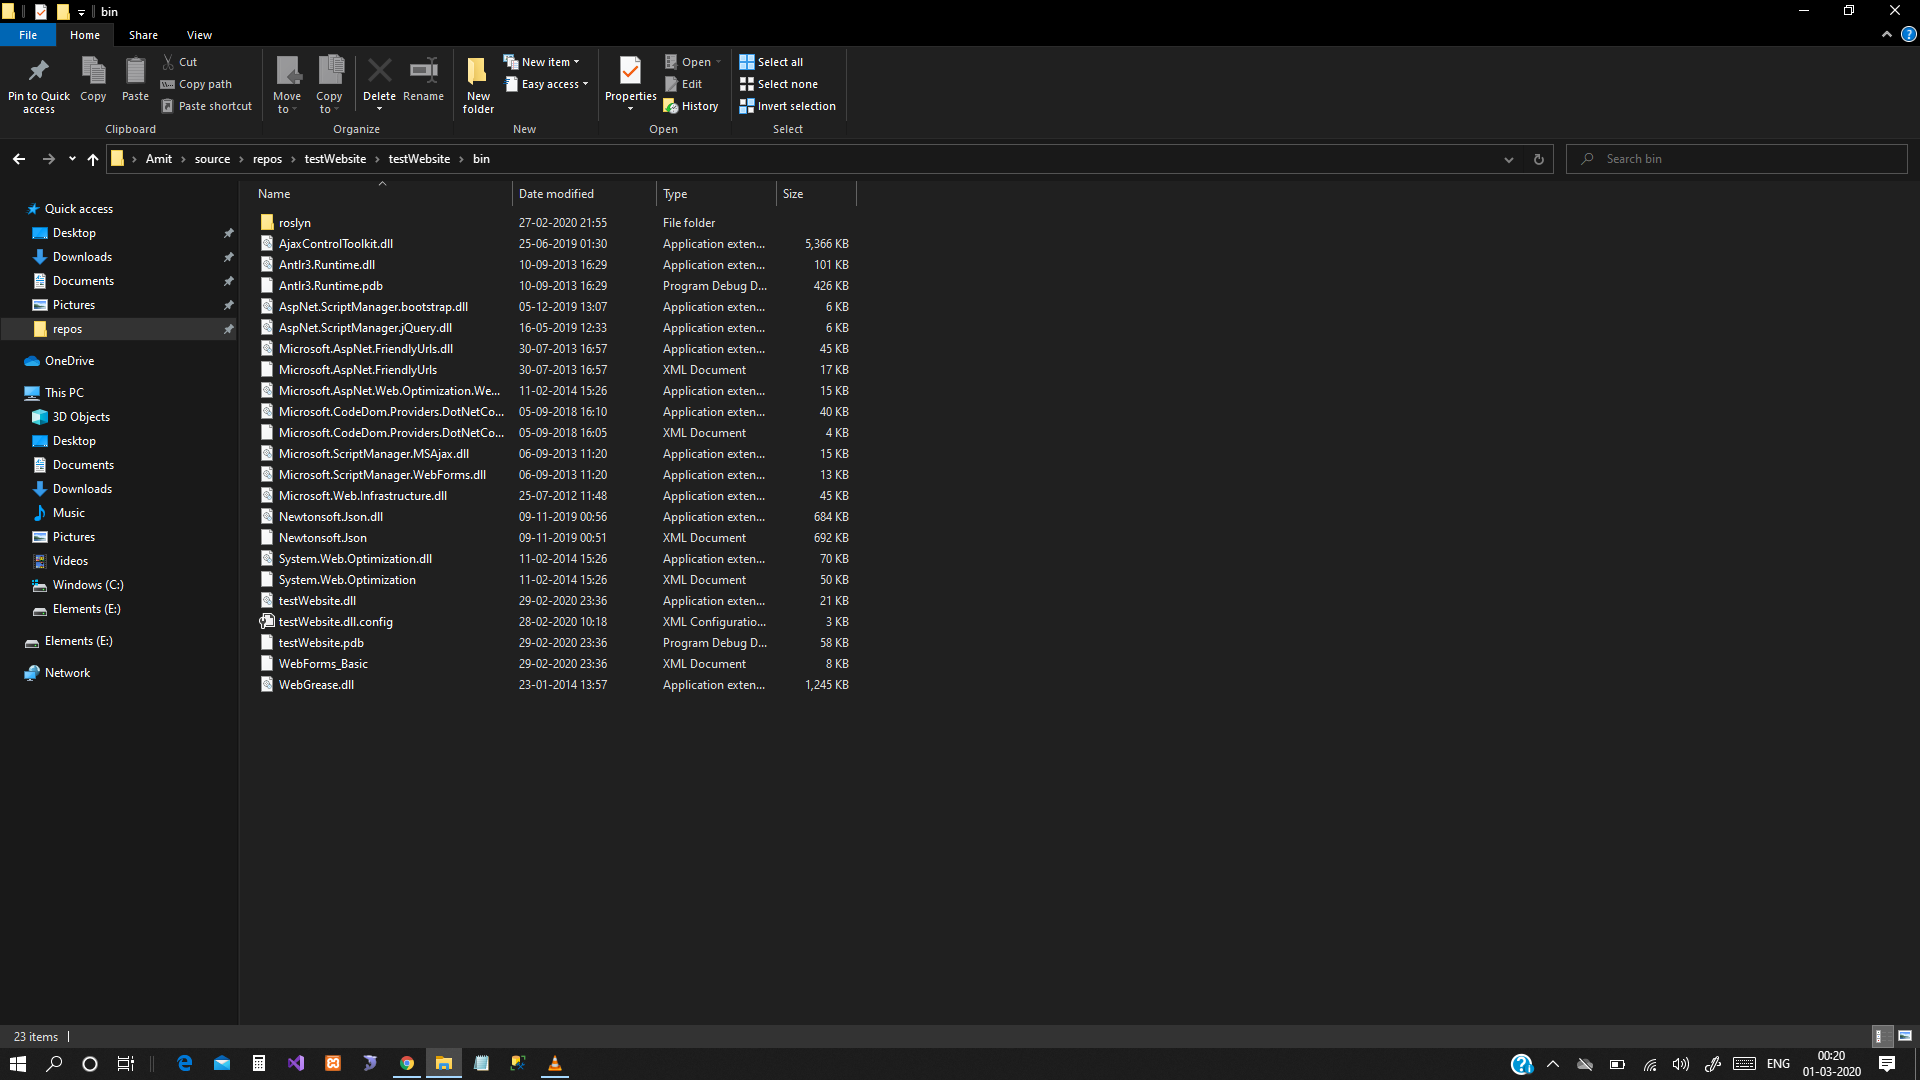 bin
File Home Share View
Pin to Quick access
Copy
Paste
Cut
Copy path
Paste shortcut
Clipboard
Move to
Copy to
Delete
Rename
Organize
New folder
New item
Easy access
New
Properties
Open
Edit
History
Open
Select all
Select none
Invert selection
Select
Amit source repos testWebsite testWebsite bin
Search bin
Quick access
Desktop
Downloads
Documents
Pictures
repos
OneDrive
This PC
3D Objects
Desktop
Documents
Downloads
Music
Pictures
Videos
Windows (C:)
Elements (E:)
Elements (E:)
Network
Name Date modified Type Size
roslyn 27-02-2020 21:55 File folder
AjaxControlToolkit.dll 25-06-2019 01:30 Application exten... 5,366 KB
Antlr3.Runtime.dll 10-09-2013 16:29 Application exten... 101 KB
Antlr3.Runtime.pdb 10-09-2013 16:29 Program Debug D... 426 KB
AspNet.ScriptManager.bootstrap.dll 05-12-2019 13:07 Application exten... 6 KB
AspNet.ScriptManager.jQuery.dll 16-05-2019 12:33 Application exten... 6 KB
Microsoft.AspNet.FriendlyUrls.dll 30-07-2013 16:57 Application exten... 45 KB
Microsoft.AspNet.FriendlyUrls 30-07-2013 16:57 XML Document 17 KB
Microsoft.AspNet.Web.Optimization.We... 11-02-2014 15:26 Application exten... 15 KB
Microsoft.CodeDom.Providers.DotNetCo... 05-09-2018 16:10 Application exten... 40 KB
Microsoft.CodeDom.Providers.DotNetCo... 05-09-2018 16:05 XML Document 4 KB
Microsoft.ScriptManager.MSAjax.dll 06-09-2013 11:20 Application exten... 15 KB
Microsoft.ScriptManager.WebForms.dll 06-09-2013 11:20 Application exten... 13 KB
Microsoft.Web.Infrastructure.dll 25-07-2012 11:48 Application exten... 45 KB
Newtonsoft.Json.dll 09-11-2019 00:56 Application exten... 684 KB
Newtonsoft.Json 09-11-2019 00:51 XML Document 692 KB
System.Web.Optimization.dll 11-02-2014 15:26 Application exten... 70 KB
System.Web.Optimization 11-02-2014 15:26 XML Document 50 KB
testWebsite.dll 29-02-2020 23:36 Application exten... 21 KB
testWebsite.dll.config 28-02-2020 10:18 XML Configuratio... 3 KB
testWebsite.pdb 29-02-2020 23:36 Program Debug D... 58 KB
WebForms_Basic 29-02-2020 23:36 XML Document 8 KB
WebGrease.dll 23-01-2014 13:57 Application exten... 1,245 KB
23 items
ENG
00:20
01-03-2020